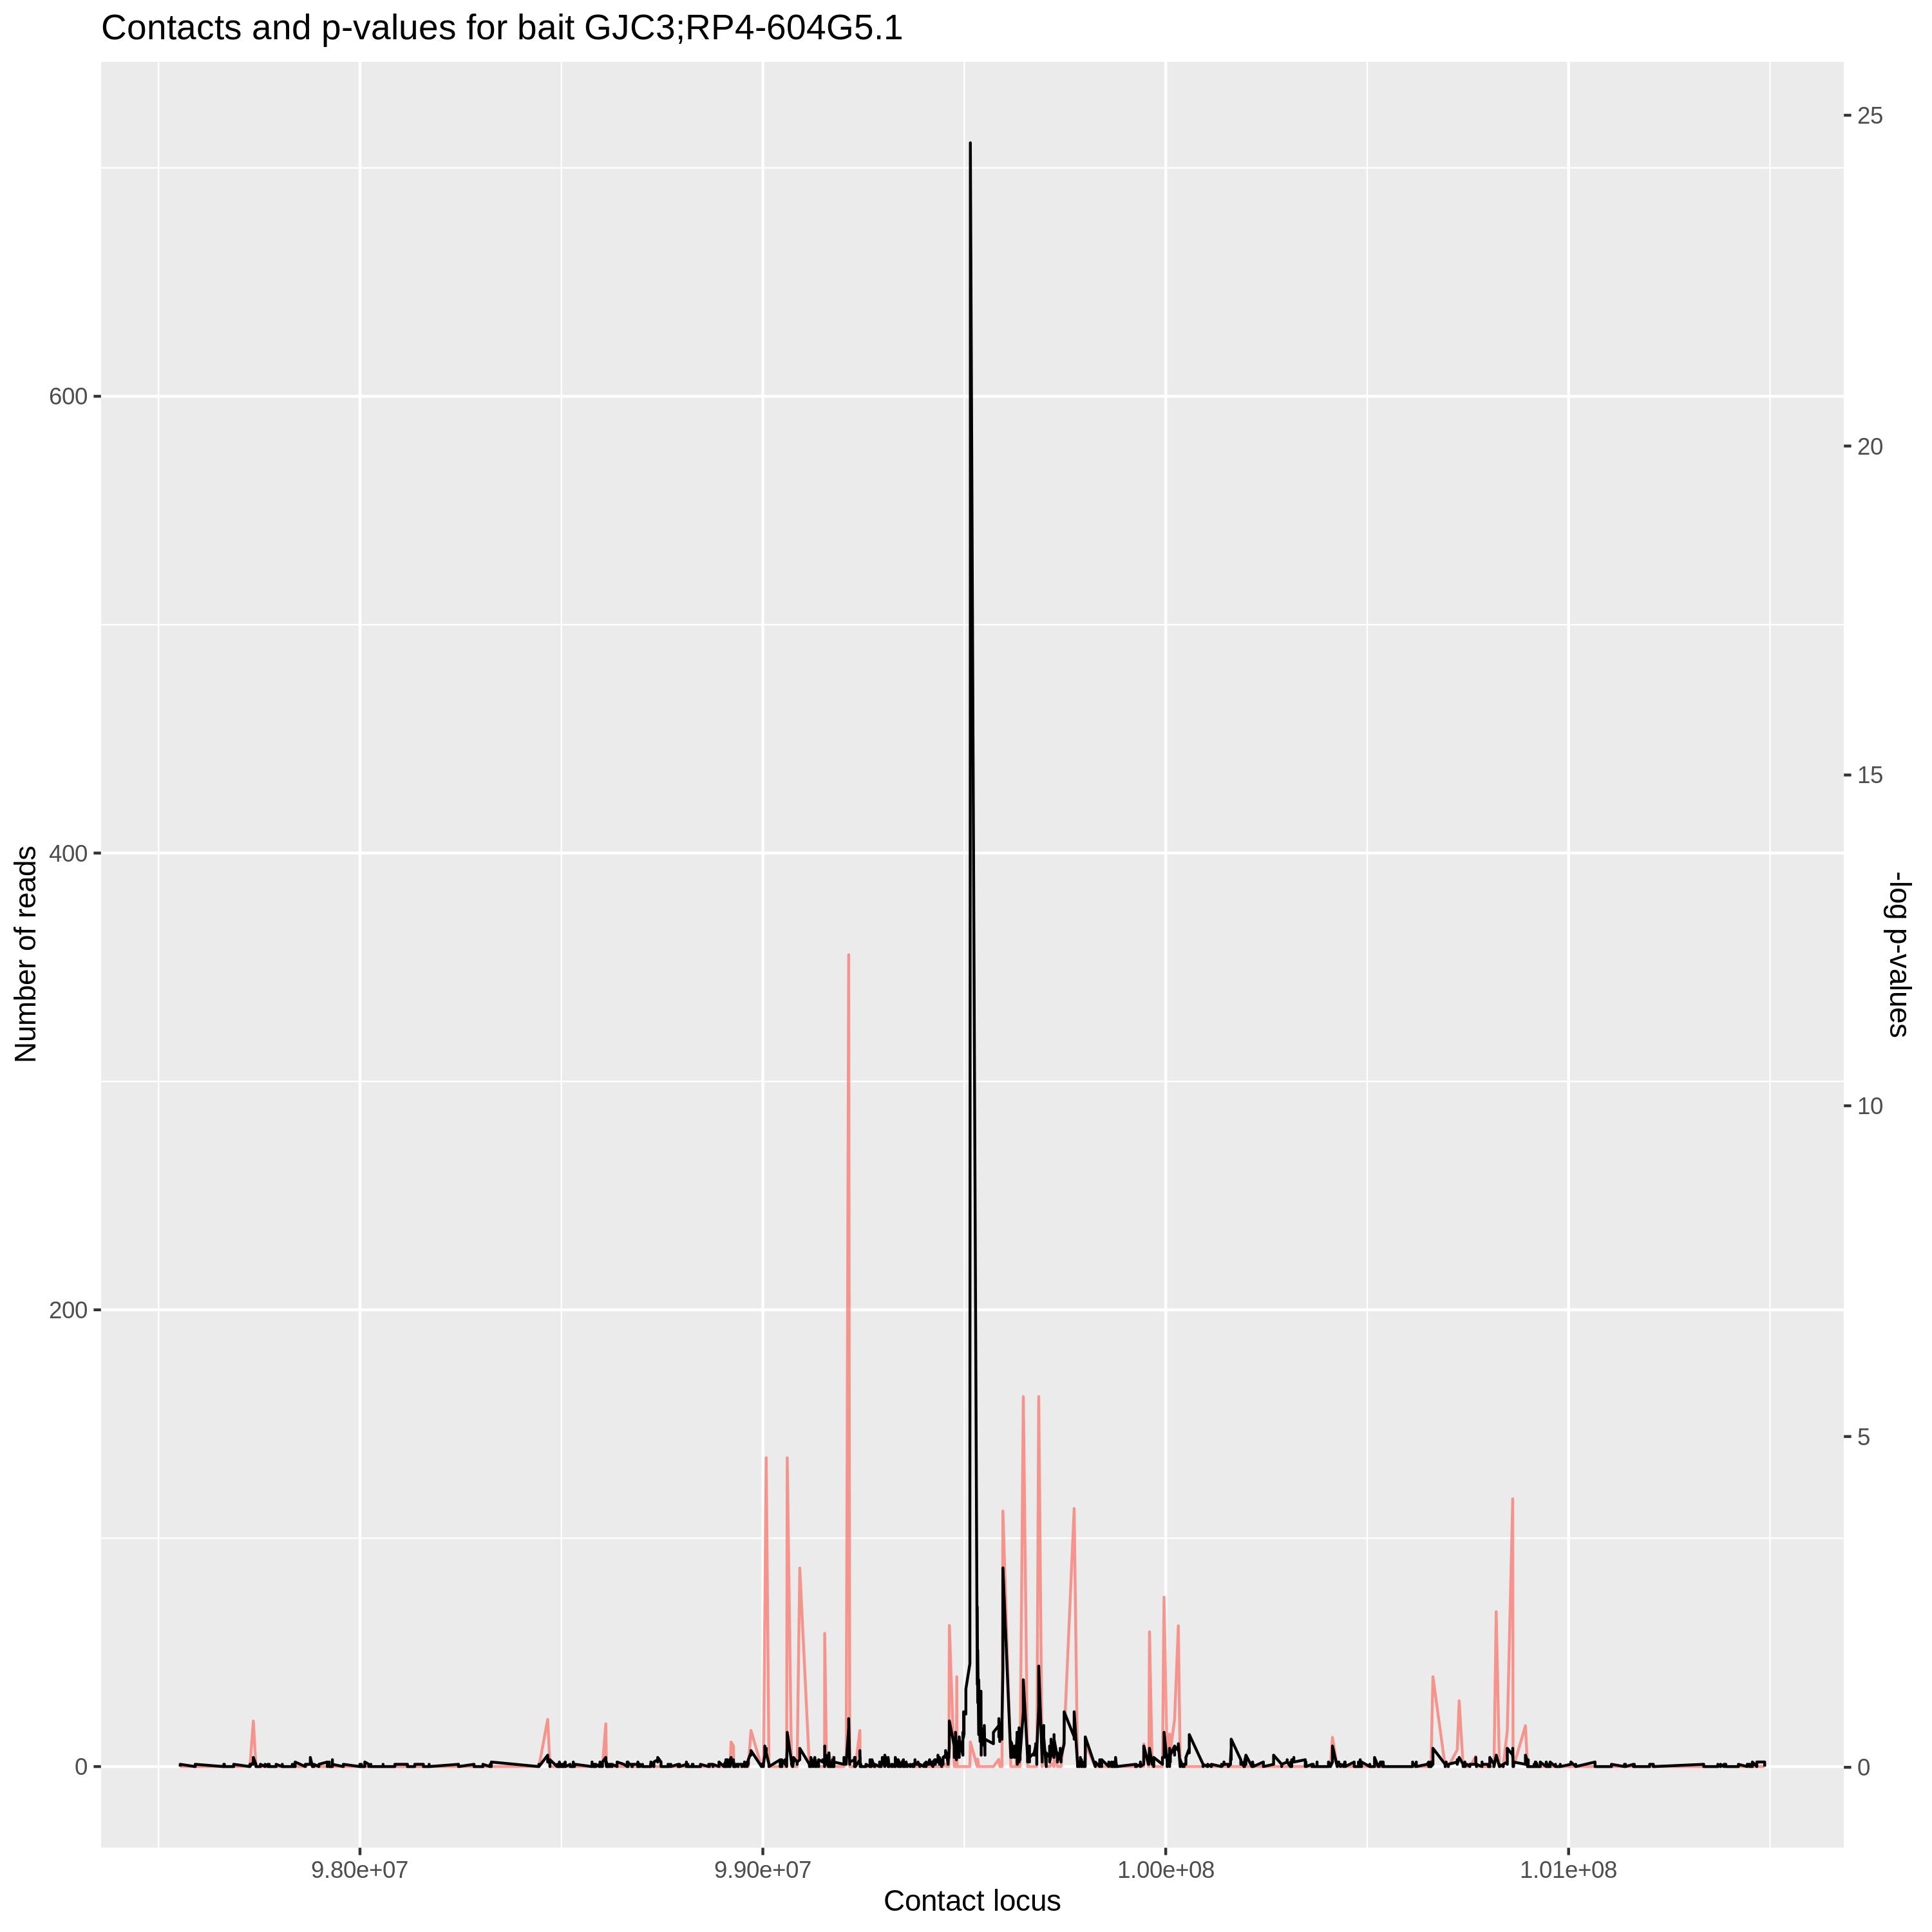 Contacts and p-values for bait GJC3;RP4-604G5.1
Number of reads
600
400
200
0
25
20
15
10
5
0
-log p-values
9.80e+07
9.90e+07
1.00e+08
1.01e+08
Contact locus